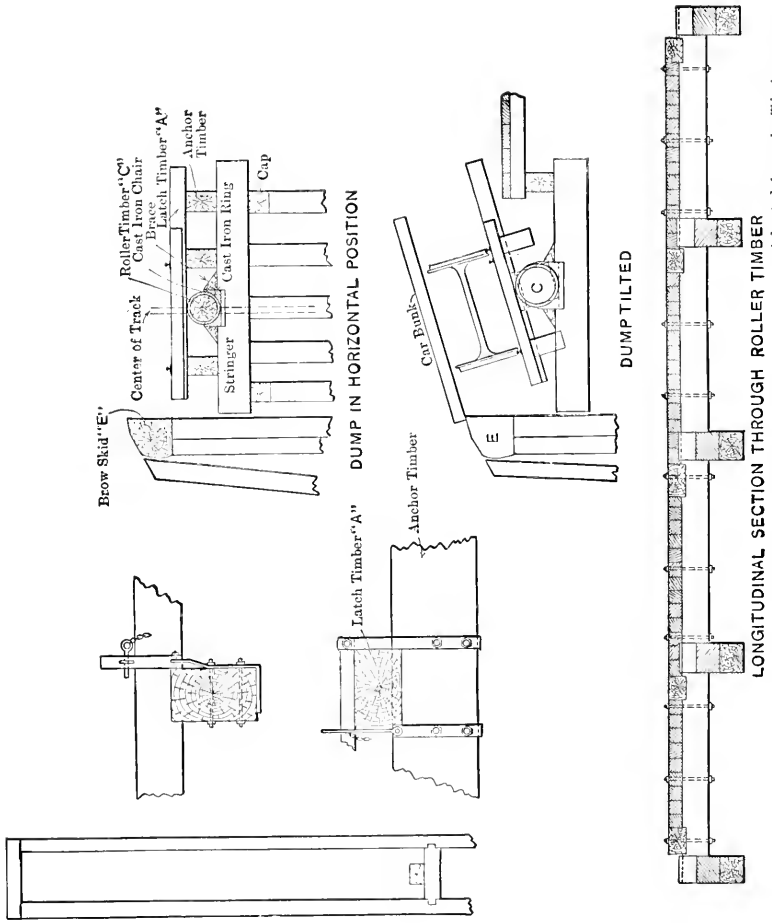 Brow Skid "E"
Center of Track
Roller Timber "C"
Cast Iron Chair
Brace
Latch Timber "A"
Anchor
Timber
Stringer
Cast Iron Ring
Cap
DUMP IN HORIZONTAL POSITION
Latch Timber "A"
Anchor Timber
Car Bunk
E
C
DUMP TILTED
LONGITUDINAL SECTION THROUGH ROLLER TIMBER